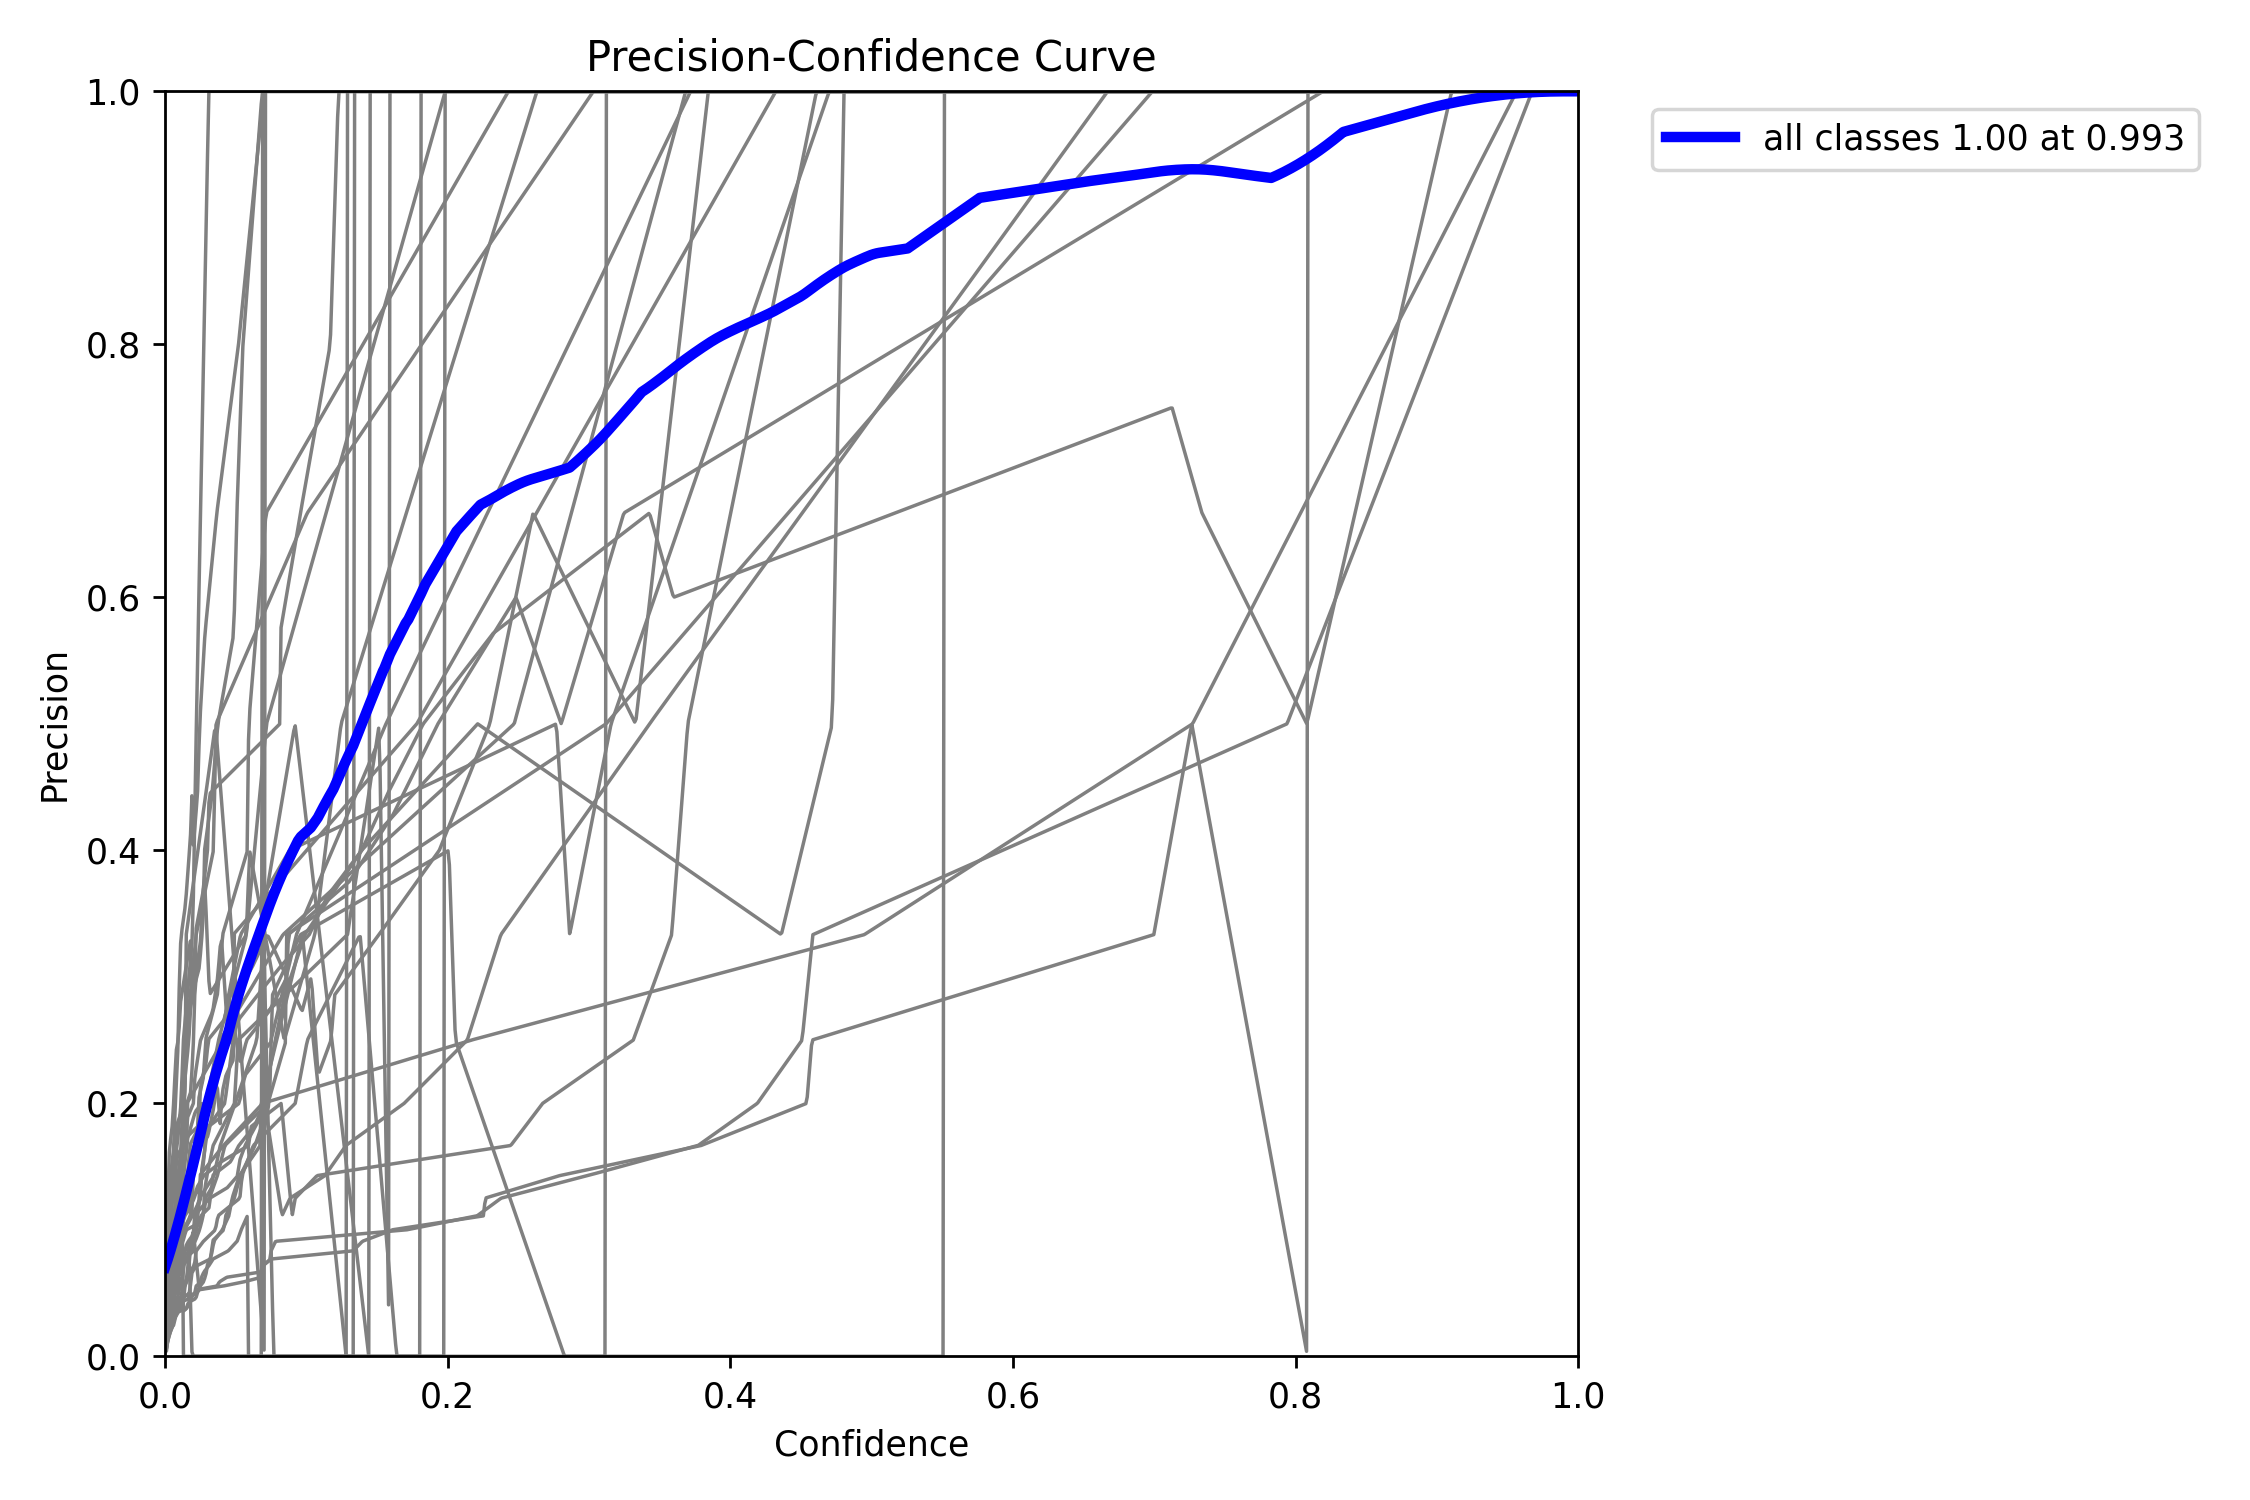 Precision-Confidence Curve
all classes 1.00 at 0.993
Precision
1.0
0.8
0.6
0.4
0.2
0.0
0.0 0.2 0.4 0.6 0.8 1.0
Confidence